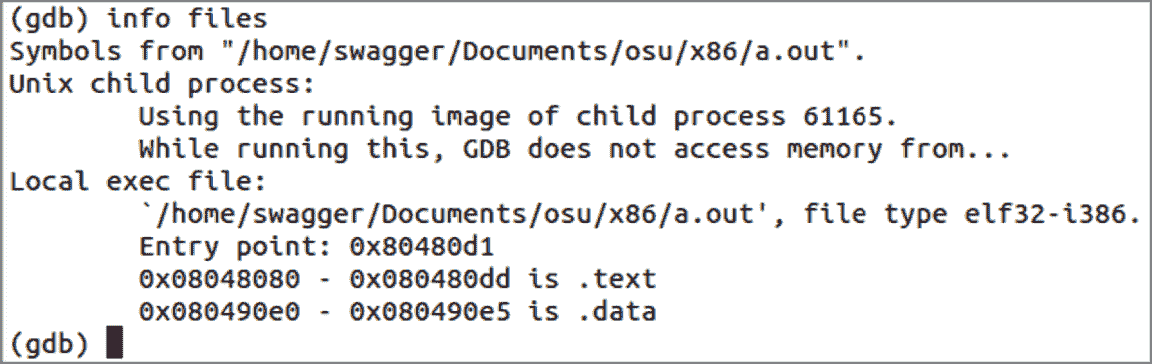 (gdb) info files
Symbols from "/home/swagger/Documents/osu/x86/a.out".
Unix child process:
        Using the running image of child process 61165.
        While running this, GDB does not access memory from...
Local exec file:
        `/home/swagger/Documents/osu/x86/a.out', file type elf32-i386.
        Entry point: 0x80480d1
        0x08048080 - 0x080480dd is .text
        0x080490e0 - 0x080490e5 is .data
(gdb)